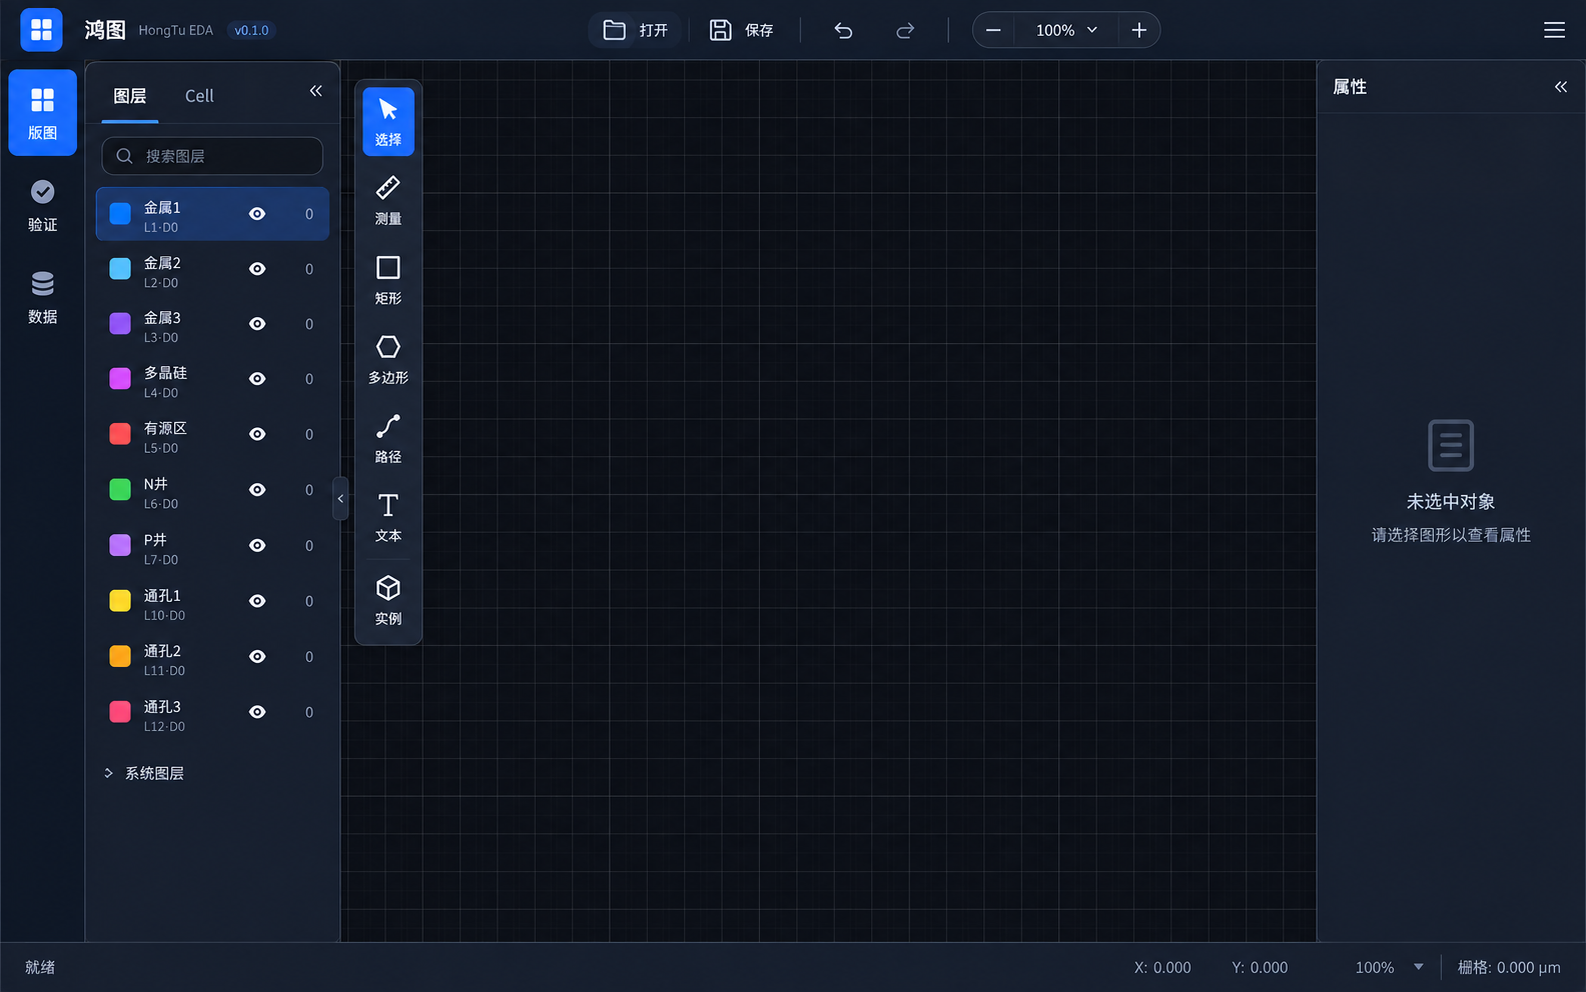 鸿图 HongTu EDA v0.1.0 打开 保存 100%
版图
验证
数据
图层 Cell
搜索图层
金属1 0
L1·D0
金属2 0
L2·D0
金属3 0
L3·D0
多晶硅 0
L4·D0
有源区 0
L5·D0
N井 0
L6·D0
P井 0
L7·D0
通孔1 0
L10·D0
通孔2 0
L11·D0
通孔3 0
L12·D0
系统图层
选择
测量
矩形
多边形
路径
文本
实例
属性
未选中对象
请选择图形以查看属性
就绪 X: 0.000 Y: 0.000 100% 栅格: 0.000 μm